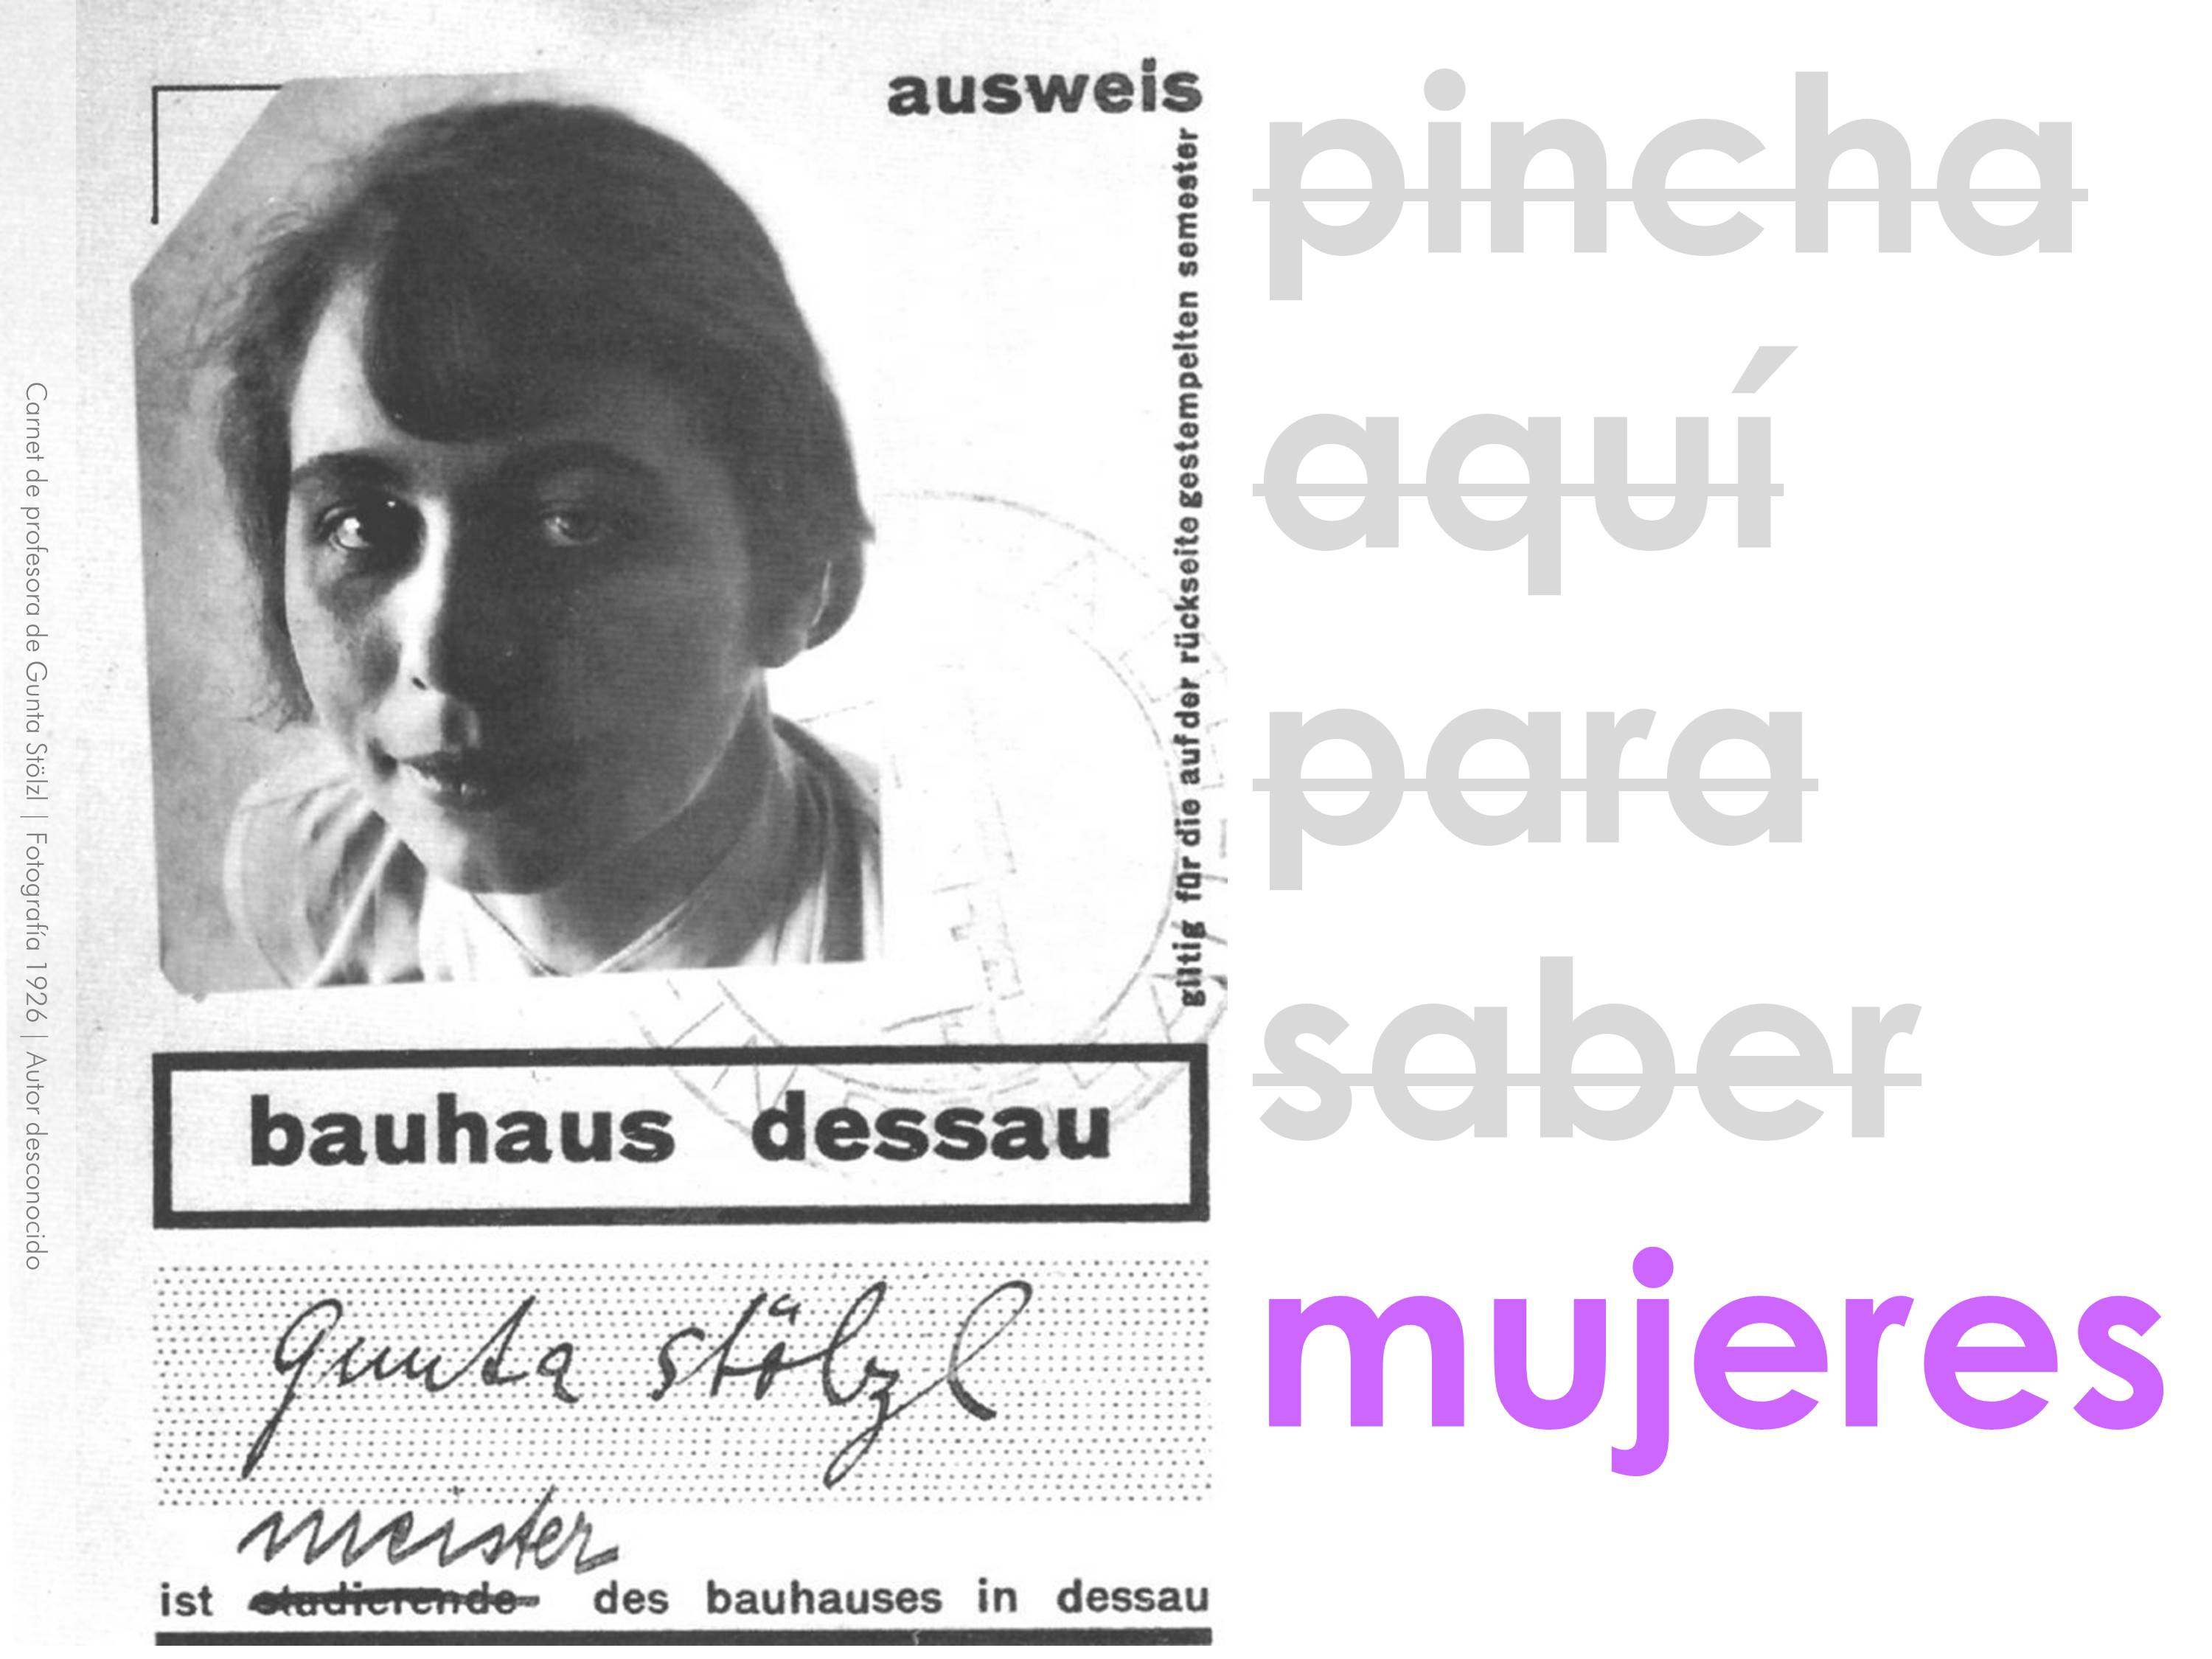 Carnet de profesora de Gunta Stölzl | Fotografía 1926 | Autor desconocido
ausweis
gültig für die auf der rückseite gestempelten semester
bauhaus dessau
gunta stölzl
meister
ist studierende des bauhauses in dessau
pincha
aquí
para
saber
mujeres